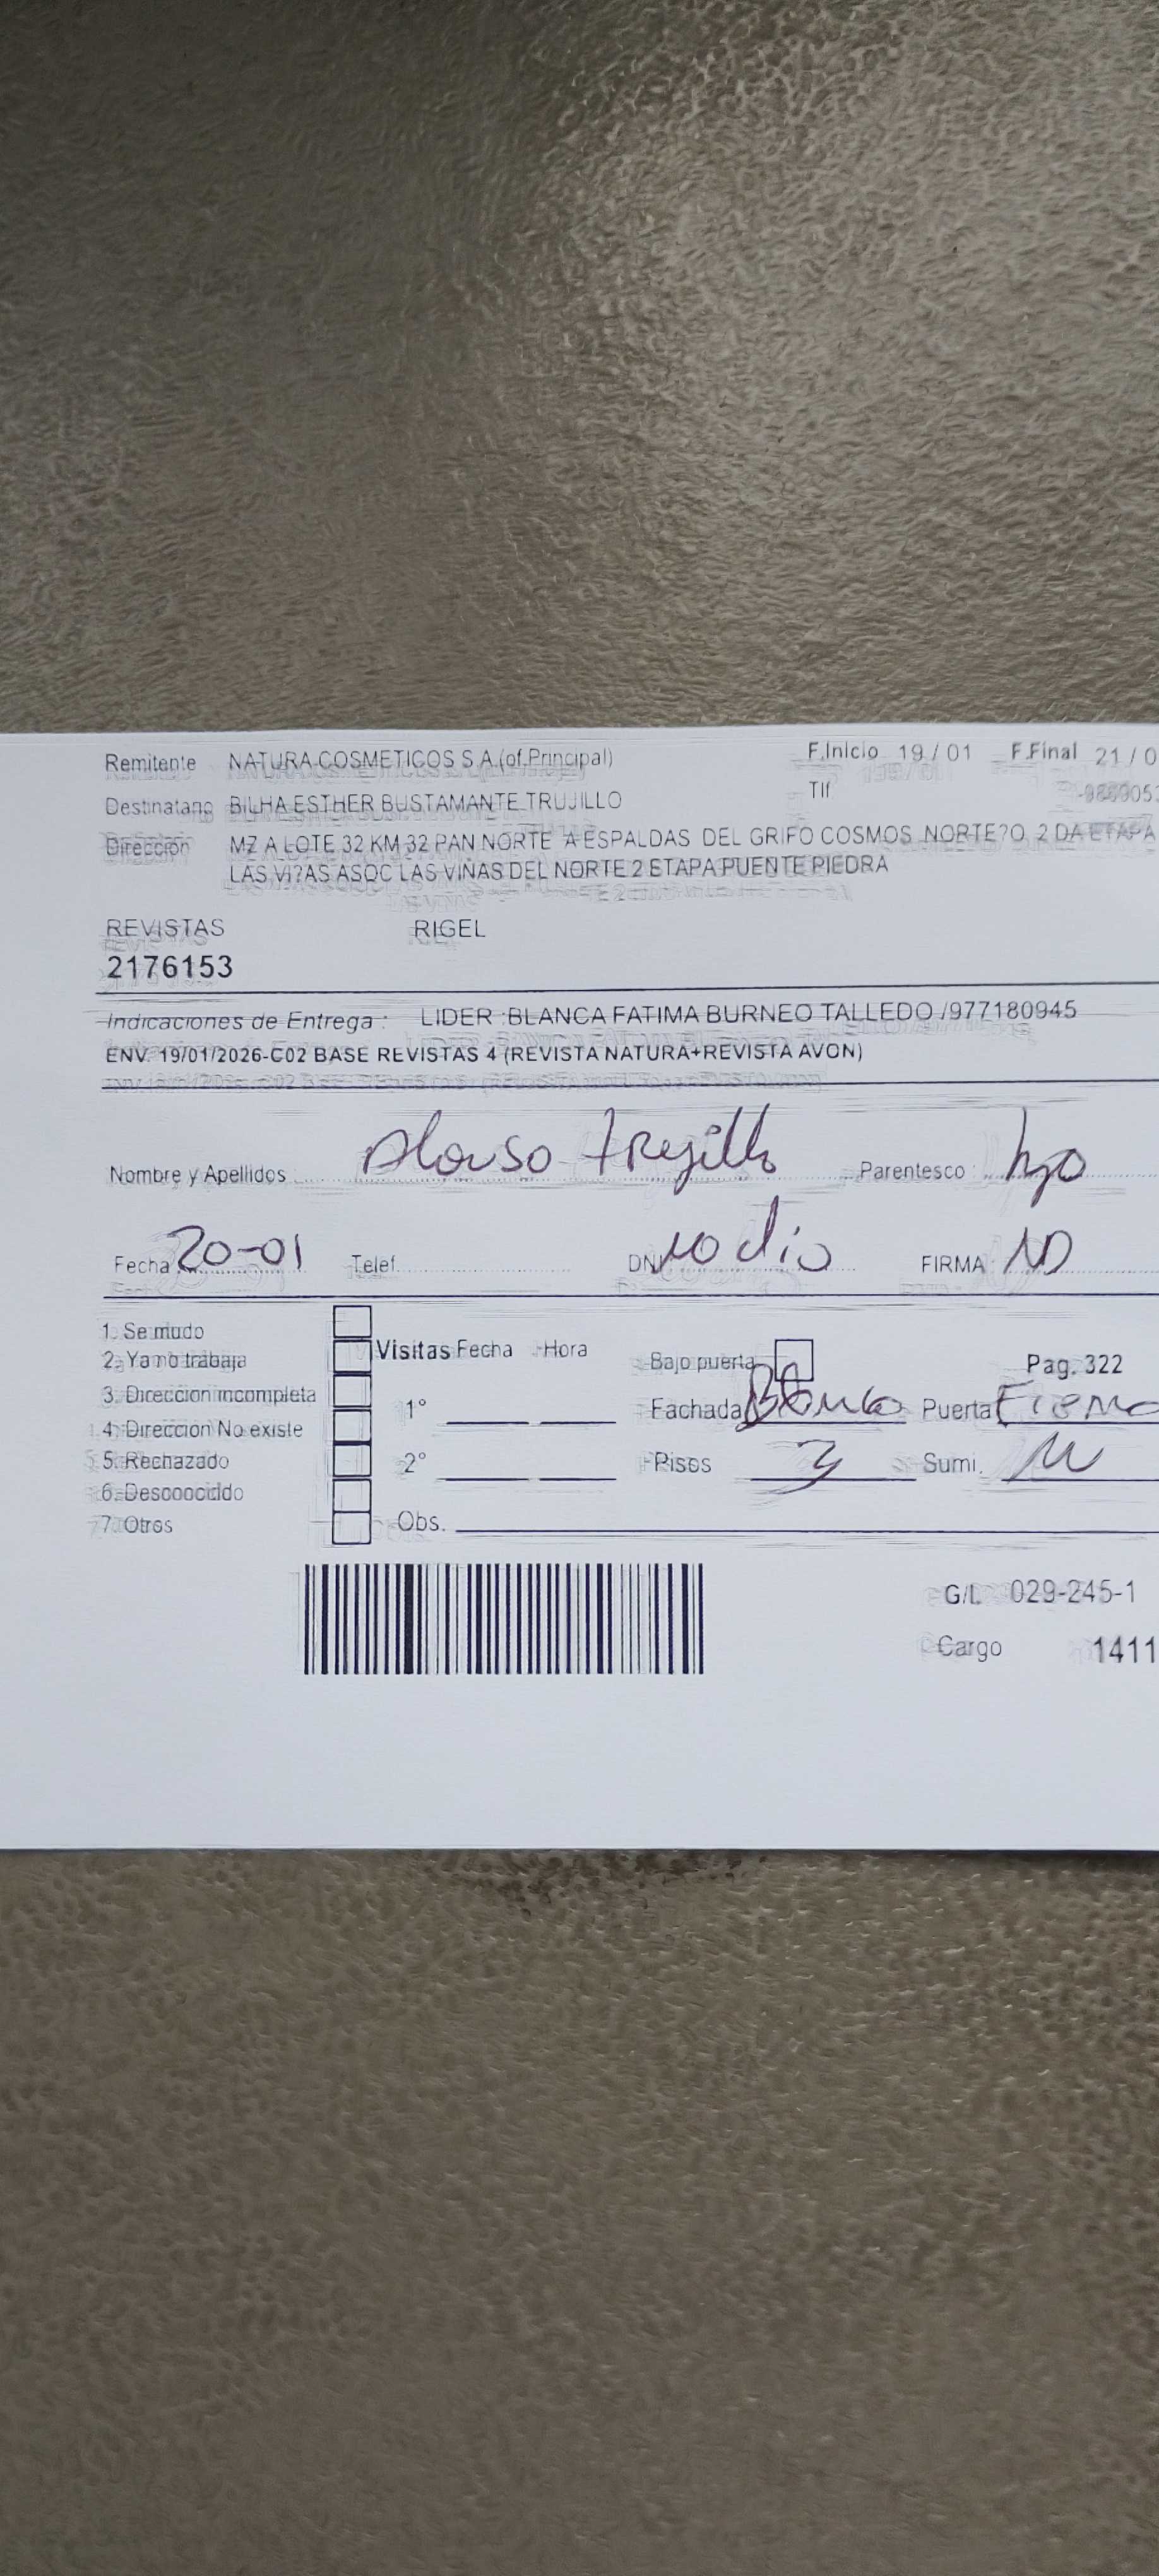 Remitente NATURA COSMETICOS S A (of.Principal) F.Inicio 19 / 01 F.Final 21 / 0
Destinatario BILHA ESTHER BUSTAMANTE TRUJILLO Tlf
Dirección MZ A LOTE 32 KM 32 PAN NORTE A ESPALDAS DEL GRIFO COSMOS NORTE?O 2 DA ETAPA
LAS VI?AS ASOC LAS VIÑAS DEL NORTE 2 ETAPA PUENTE PIEDRA
REVISTAS RIGEL
2176153
Indicaciones de Entrega : LIDER :BLANCA FATIMA BURNEO TALLEDO /977180945
ENV. 19/01/2026-C02 BASE REVISTAS 4 (REVISTA NATURA+REVISTA AVON)
Nombre y Apellidos Alonso Trujillo Parentesco : hijo
Fecha 20-01 Telef. DNI no dio FIRMA ND
1. Se mudo
2. Ya no trabaja Visitas Fecha Hora Bajo puerta Pag. 322
3. Direccion incompleta 1° Fachada Blanco Puerta Fierro
4. Direccion No existe
5. Rechazado 2° Pisos 3 Sumi.
6. Desconocido
7. Otros Obs.
G/L 029-245-1
Cargo 1411